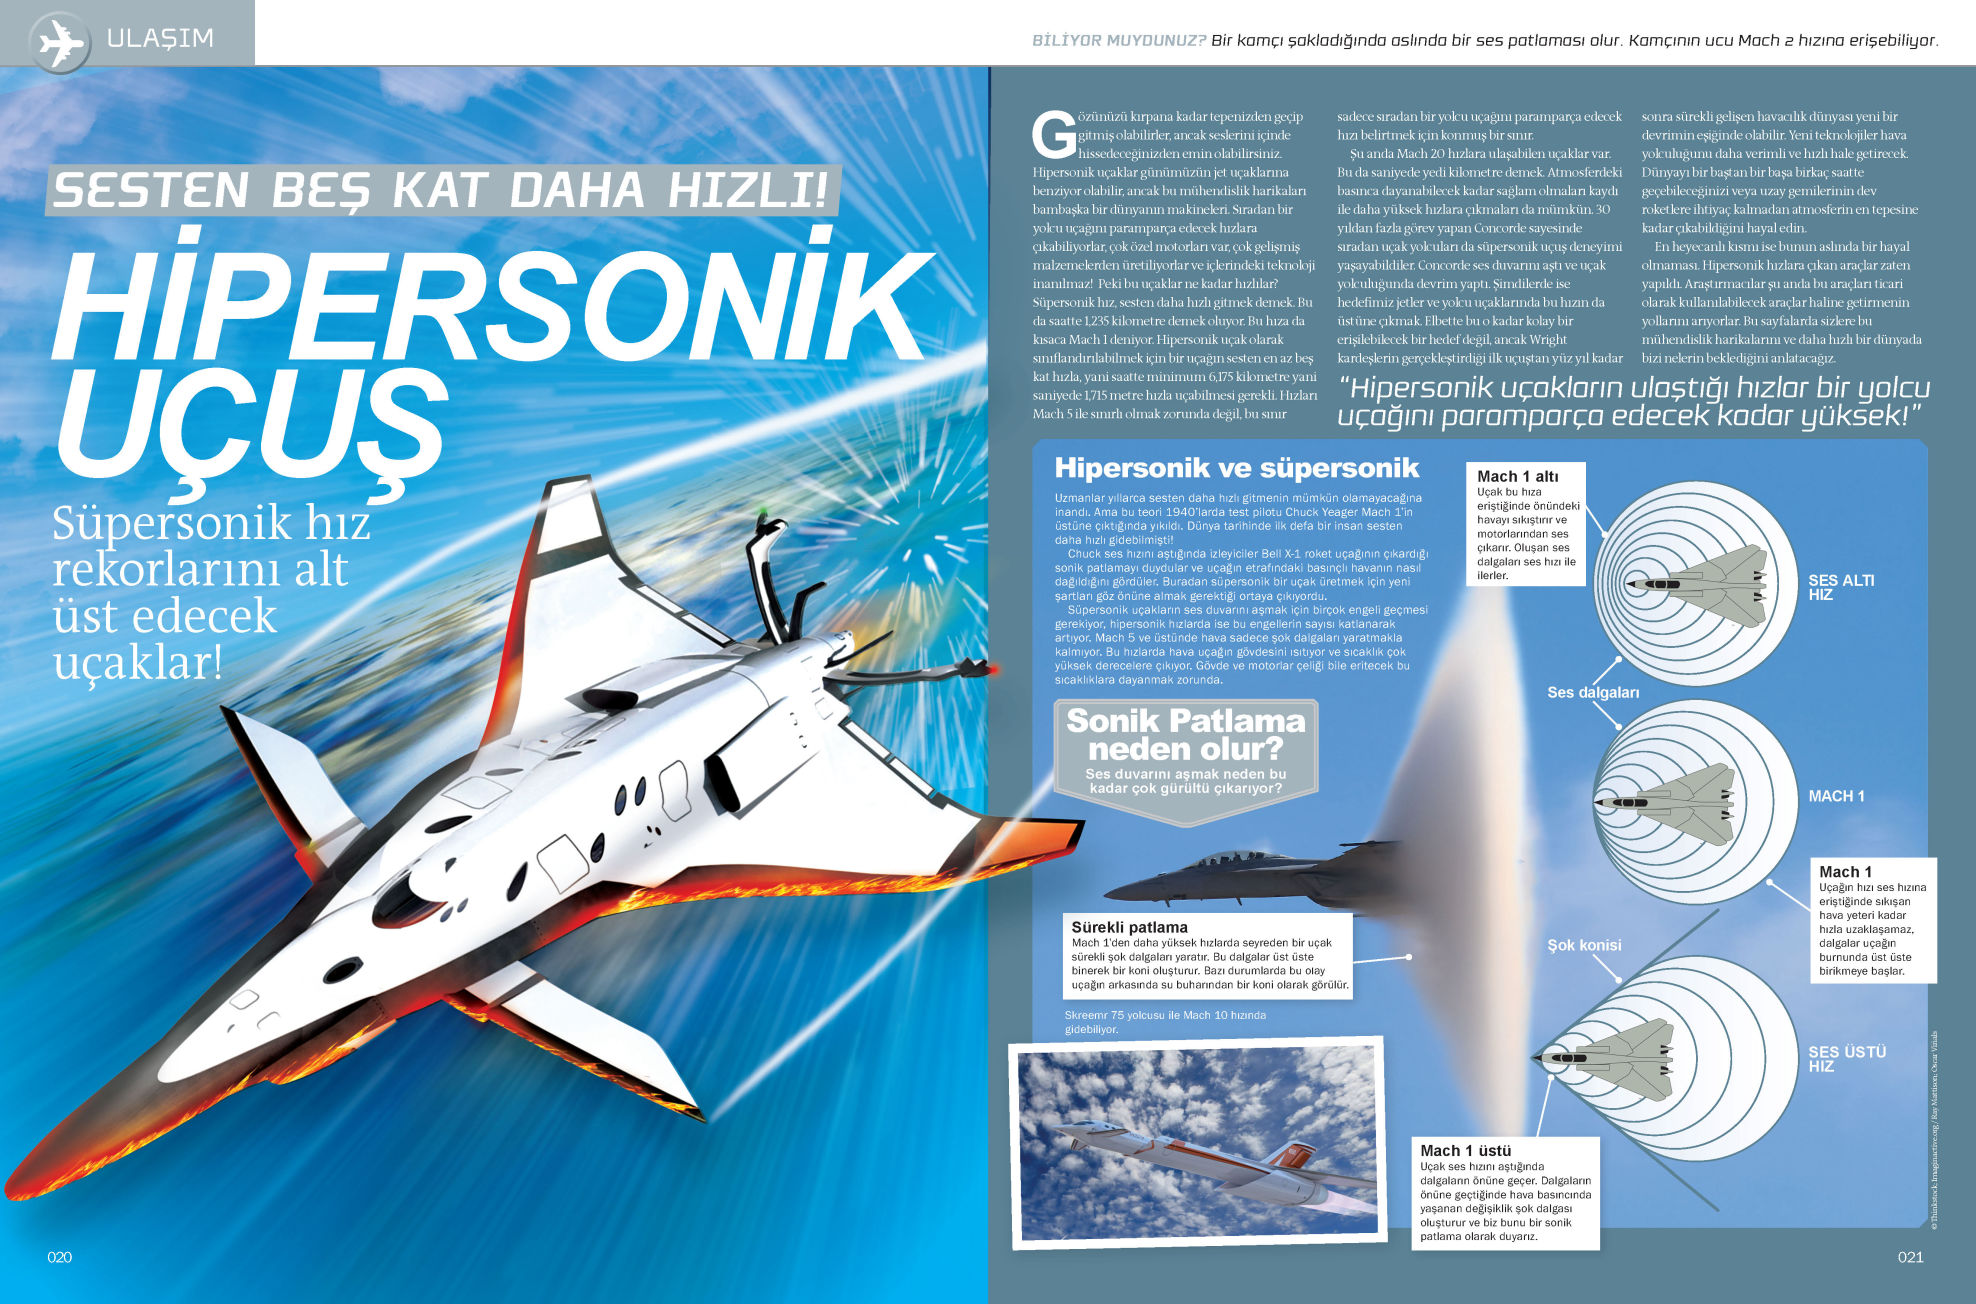 ULAŞIM
BİLİYOR MUYDUNUZ? Bir kamçı şakladığında aslında bir ses patlaması olur. Kamçının ucu Mach 2 hızına erişebiliyor.
SESTEN BEŞ KAT DAHA HIZLI!
HİPERSONİK
UÇUŞ
Süpersonik hız
rekorlarını alt
üst edecek
uçaklar!
Gözünüzü kırpana kadar tepenizden geçip
gitmiş olabilirler, ancak seslerini içinde
hissedeceğinizden emin olabilirsiniz.
Hipersonik uçaklar günümüzün jet uçaklarına
benziyor olabilir, ancak bu mühendislik harikaları
bambaşka bir dünyanın makineleri. Sıradan bir
yolcu uçağını paramparça edecek hızlara
çıkabiliyorlar, çok özel motorları var, çok gelişmiş
malzemelerden üretiliyorlar ve içlerindeki teknoloji
inanılmaz! Peki bu uçaklar ne kadar hızlılar?
Süpersonik hız, sesten daha hızlı gitmek demek. Bu
da saatte 1,235 kilometre demek oluyor. Bu hıza da
kısaca Mach 1 deniyor. Hipersonik uçak olarak
sınıflandırılabilmek için bir uçağın sesten en az beş
kat hızla, yani saatte minimum 6,175 kilometre yani
saniyede 1,715 metre hızla uçabilmesi gerekli. Hızları
Mach 5 ile sınırlı olmak zorunda değil, bu sınır
sadece sıradan bir yolcu uçağını paramparça edecek
hızı belirtmek için konmuş bir sınır.
Şu anda Mach 20 hızlara ulaşabilen uçaklar var.
Bu da saniyede yedi kilometre demek. Atmosferdeki
basınca dayanabilecek kadar sağlam olmaları kaydı
ile daha yüksek hızlara çıkmaları da mümkün. 30
yıldan fazla görev yapan Concorde sayesinde
sıradan uçak yolcuları da süpersonik uçuş deneyimi
yaşayabildiler. Concorde ses duvarını aştı ve uçak
yolculuğunda devrim yaptı. Şimdilerde ise
hedefimiz jetler ve yolcu uçaklarında bu hızın da
üstüne çıkmak. Elbette bu o kadar kolay bir
erişilebilecek bir hedef değil, ancak Wright
kardeşlerin gerçekleştirdiği ilk uçuştan yüz yıl kadar
sonra sürekli gelişen havacılık dünyası yeni bir
devrimin eşiğinde olabilir. Yeni teknolojiler hava
yolculuğunu daha verimli ve hızlı hale getirecek.
Dünyayı bir baştan bir başa birkaç saatte
geçebileceğinizi veya uzay gemilerinin dev
roketlere ihtiyaç kalmadan atmosferin en tepesine
kadar çıkabildiğini hayal edin.
En heyecanlı kısmı ise bunun aslında bir hayal
olmaması. Hipersonik hızlara çıkan araçlar zaten
yapıldı. Araştırmacılar şu anda bu araçları ticari
olarak kullanılabilecek araçlar haline getirmenin
yollarını arıyorlar. Bu sayfalarda sizlere bu
mühendislik harikalarını ve daha hızlı bir dünyada
bizi nelerin beklediğini anlatacağız.
“Hipersonik uçakların ulaştığı hızlar bir yolcu
uçağını paramparça edecek kadar yüksek!”
Hipersonik ve süpersonik
Uzmanlar yıllarca sesten daha hızlı gitmenin mümkün olamayacağına
inandı. Ama bu teori 1940’larda test pilotu Chuck Yeager Mach 1’in
üstüne çıktığında yıkıldı. Dünya tarihinde ilk defa bir insan sesten
daha hızlı gidebilmişti!
Chuck ses hızını aştığında izleyiciler Bell X-1 roket uçağının çıkardığı
sonik patlamayı duydular ve uçağın etrafındaki basınçlı havanın nasıl
dağıldığını gördüler. Buradan süpersonik bir uçak üretmek için yeni
şartları göz önüne almak gerektiği ortaya çıkıyordu.
Süpersonik uçakların ses duvarını aşmak için birçok engeli geçmesi
gerekiyor, hipersonik hızlarda ise bu engellerin sayısı katlanarak
artıyor. Mach 5 ve üstünde hava sadece şok dalgaları yaratmakla
kalmıyor. Bu hızlarda hava uçağın gövdesini ısıtıyor ve sıcaklık çok
yüksek derecelere çıkıyor. Gövde ve motorlar çeliği bile eritecek bu
sıcaklıklara dayanmak zorunda.
Sonik Patlama
neden olur?
Ses duvarını aşmak neden bu
kadar çok gürültü çıkarıyor?
Mach 1 altı
Uçak bu hıza
eriştiğinde önündeki
havayı sıkıştırır ve
motorlarından ses
çıkarır. Oluşan ses
dalgaları ses hızı ile
ilerler.
SES ALTI
HIZ
Ses dalgaları
MACH 1
Mach 1
Uçağın hızı ses hızına
eriştiğinde sıkışan
hava yeteri kadar
hızla uzaklaşamaz,
dalgalar uçağın
burnunda üst üste
birikmeye başlar.
Sürekli patlama
Mach 1’den daha yüksek hızlarda seyreden bir uçak
sürekli şok dalgaları yaratır. Bu dalgalar üst üste
binerek bir koni oluşturur. Bazı durumlarda bu olay
uçağın arkasında su buharından bir koni olarak görülür.
Şok konisi
SES ÜSTÜ
HIZ
Skreemr 75 yolcusu ile Mach 10 hızında
gidebiliyor.
Mach 1 üstü
Uçak ses hızını aştığında
dalgaların önüne geçer. Dalgaların
önüne geçtiğinde hava basıncında
yaşanan değişiklik şok dalgası
oluşturur ve biz bunu bir sonik
patlama olarak duyarız.
© Thinkstock; Imaginactive.org / Ray Mattison; Oscar Viñals
020
021